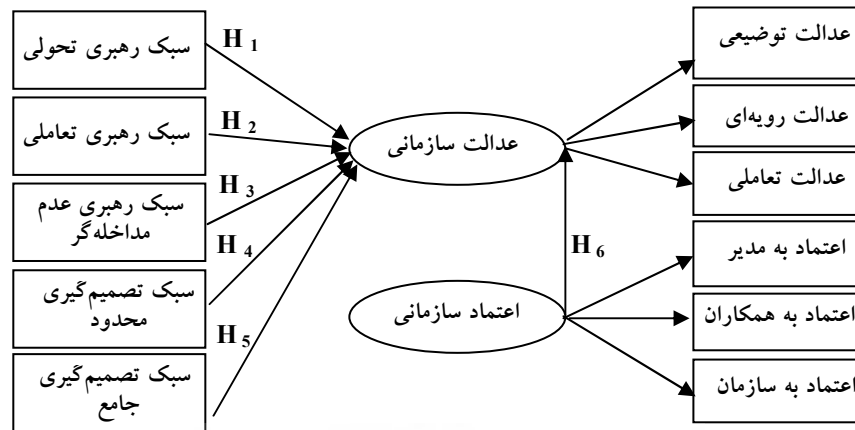 سبک رهبری تحولی
سبک رهبری تعاملی
سبک رهبری عدم
مداخله‌گر
سبک تصمیم‌گیری
محدود
سبک تصمیم‌گیری
جامع
H 1
H 2
H 3
H 4
H 5
عدالت سازمانی
H 6
اعتماد سازمانی
عدالت توضیعی
عدالت رویه‌ای
عدالت تعاملی
اعتماد به مدیر
اعتماد به همکاران
اعتماد به سازمان